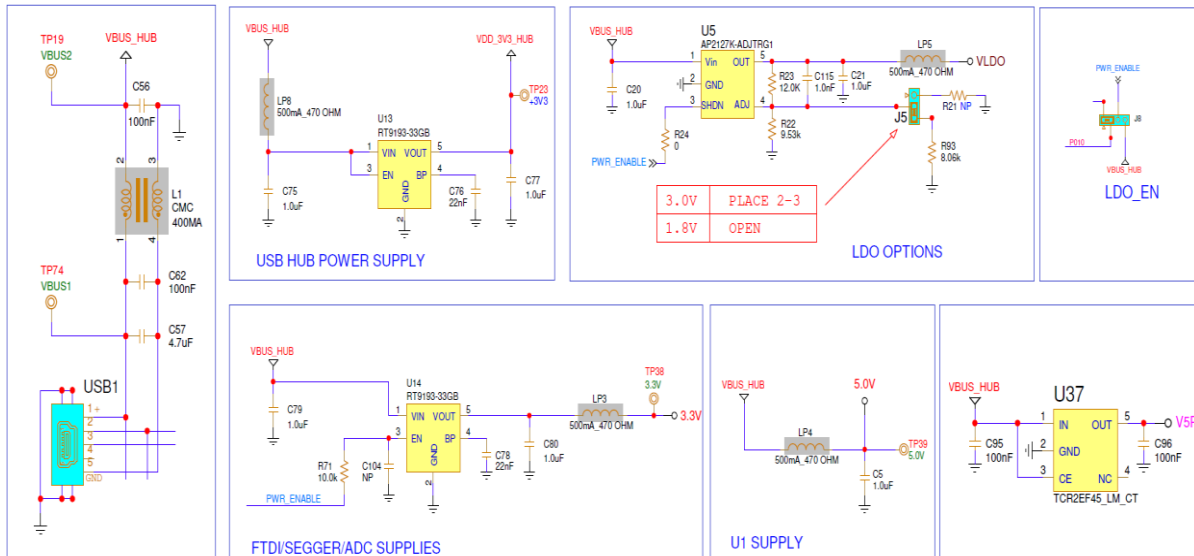 TP19
VBUS2
VBUS_HUB
C56
100nF
2
3
L1
CMC
400MA
1
4
TP74
VBUS1
C62
100nF
C57
4.7uF
USB1
1+
2
3
4
5
GND
VBUS_HUB
VDD_3V3_HUB
LP8
500mA_470 OHM
TP23
+3V3
U13
RT9193-33GB
1
VIN
VOUT
5
3
EN
BP
4
GND
2
C75
1.0uF
C76
22nF
C77
1.0uF
USB HUB POWER SUPPLY
VBUS_HUB
U5
AP2127K-ADJTRG1
1
Vin
OUT
5
2
GND
3
SHDN
ADJ
4
C20
1.0uF
R24
0
PWR_ENABLE
R23
12.0K
C115
1.0nF
C21
1.0uF
R22
9.53k
LP5
500mA_470 OHM
VLDO
J5
R21 NP
R93
8.06k
3.0V PLACE 2-3
1.8V OPEN
LDO OPTIONS
PWR_ENABLE
J8
P010
VBUS_HUB
LDO_EN
VBUS_HUB
U14
RT9193-33GB
1
VIN
VOUT
5
3
EN
BP
4
GND
2
C79
1.0uF
R71
10.0k
C104
NP
PWR_ENABLE
C78
22nF
C80
1.0uF
LP3
500mA_470 OHM
TP38
3.3V
3.3V
FTDI/SEGGER/ADC SUPPLIES
VBUS_HUB
5.0V
LP4
500mA_470 OHM
TP39
5.0V
C5
1.0uF
U1 SUPPLY
VBUS_HUB
U37
1
IN
OUT
5
2
GND
3
CE
NC
4
TCR2EF45_LM_CT
C95
100nF
C96
100nF